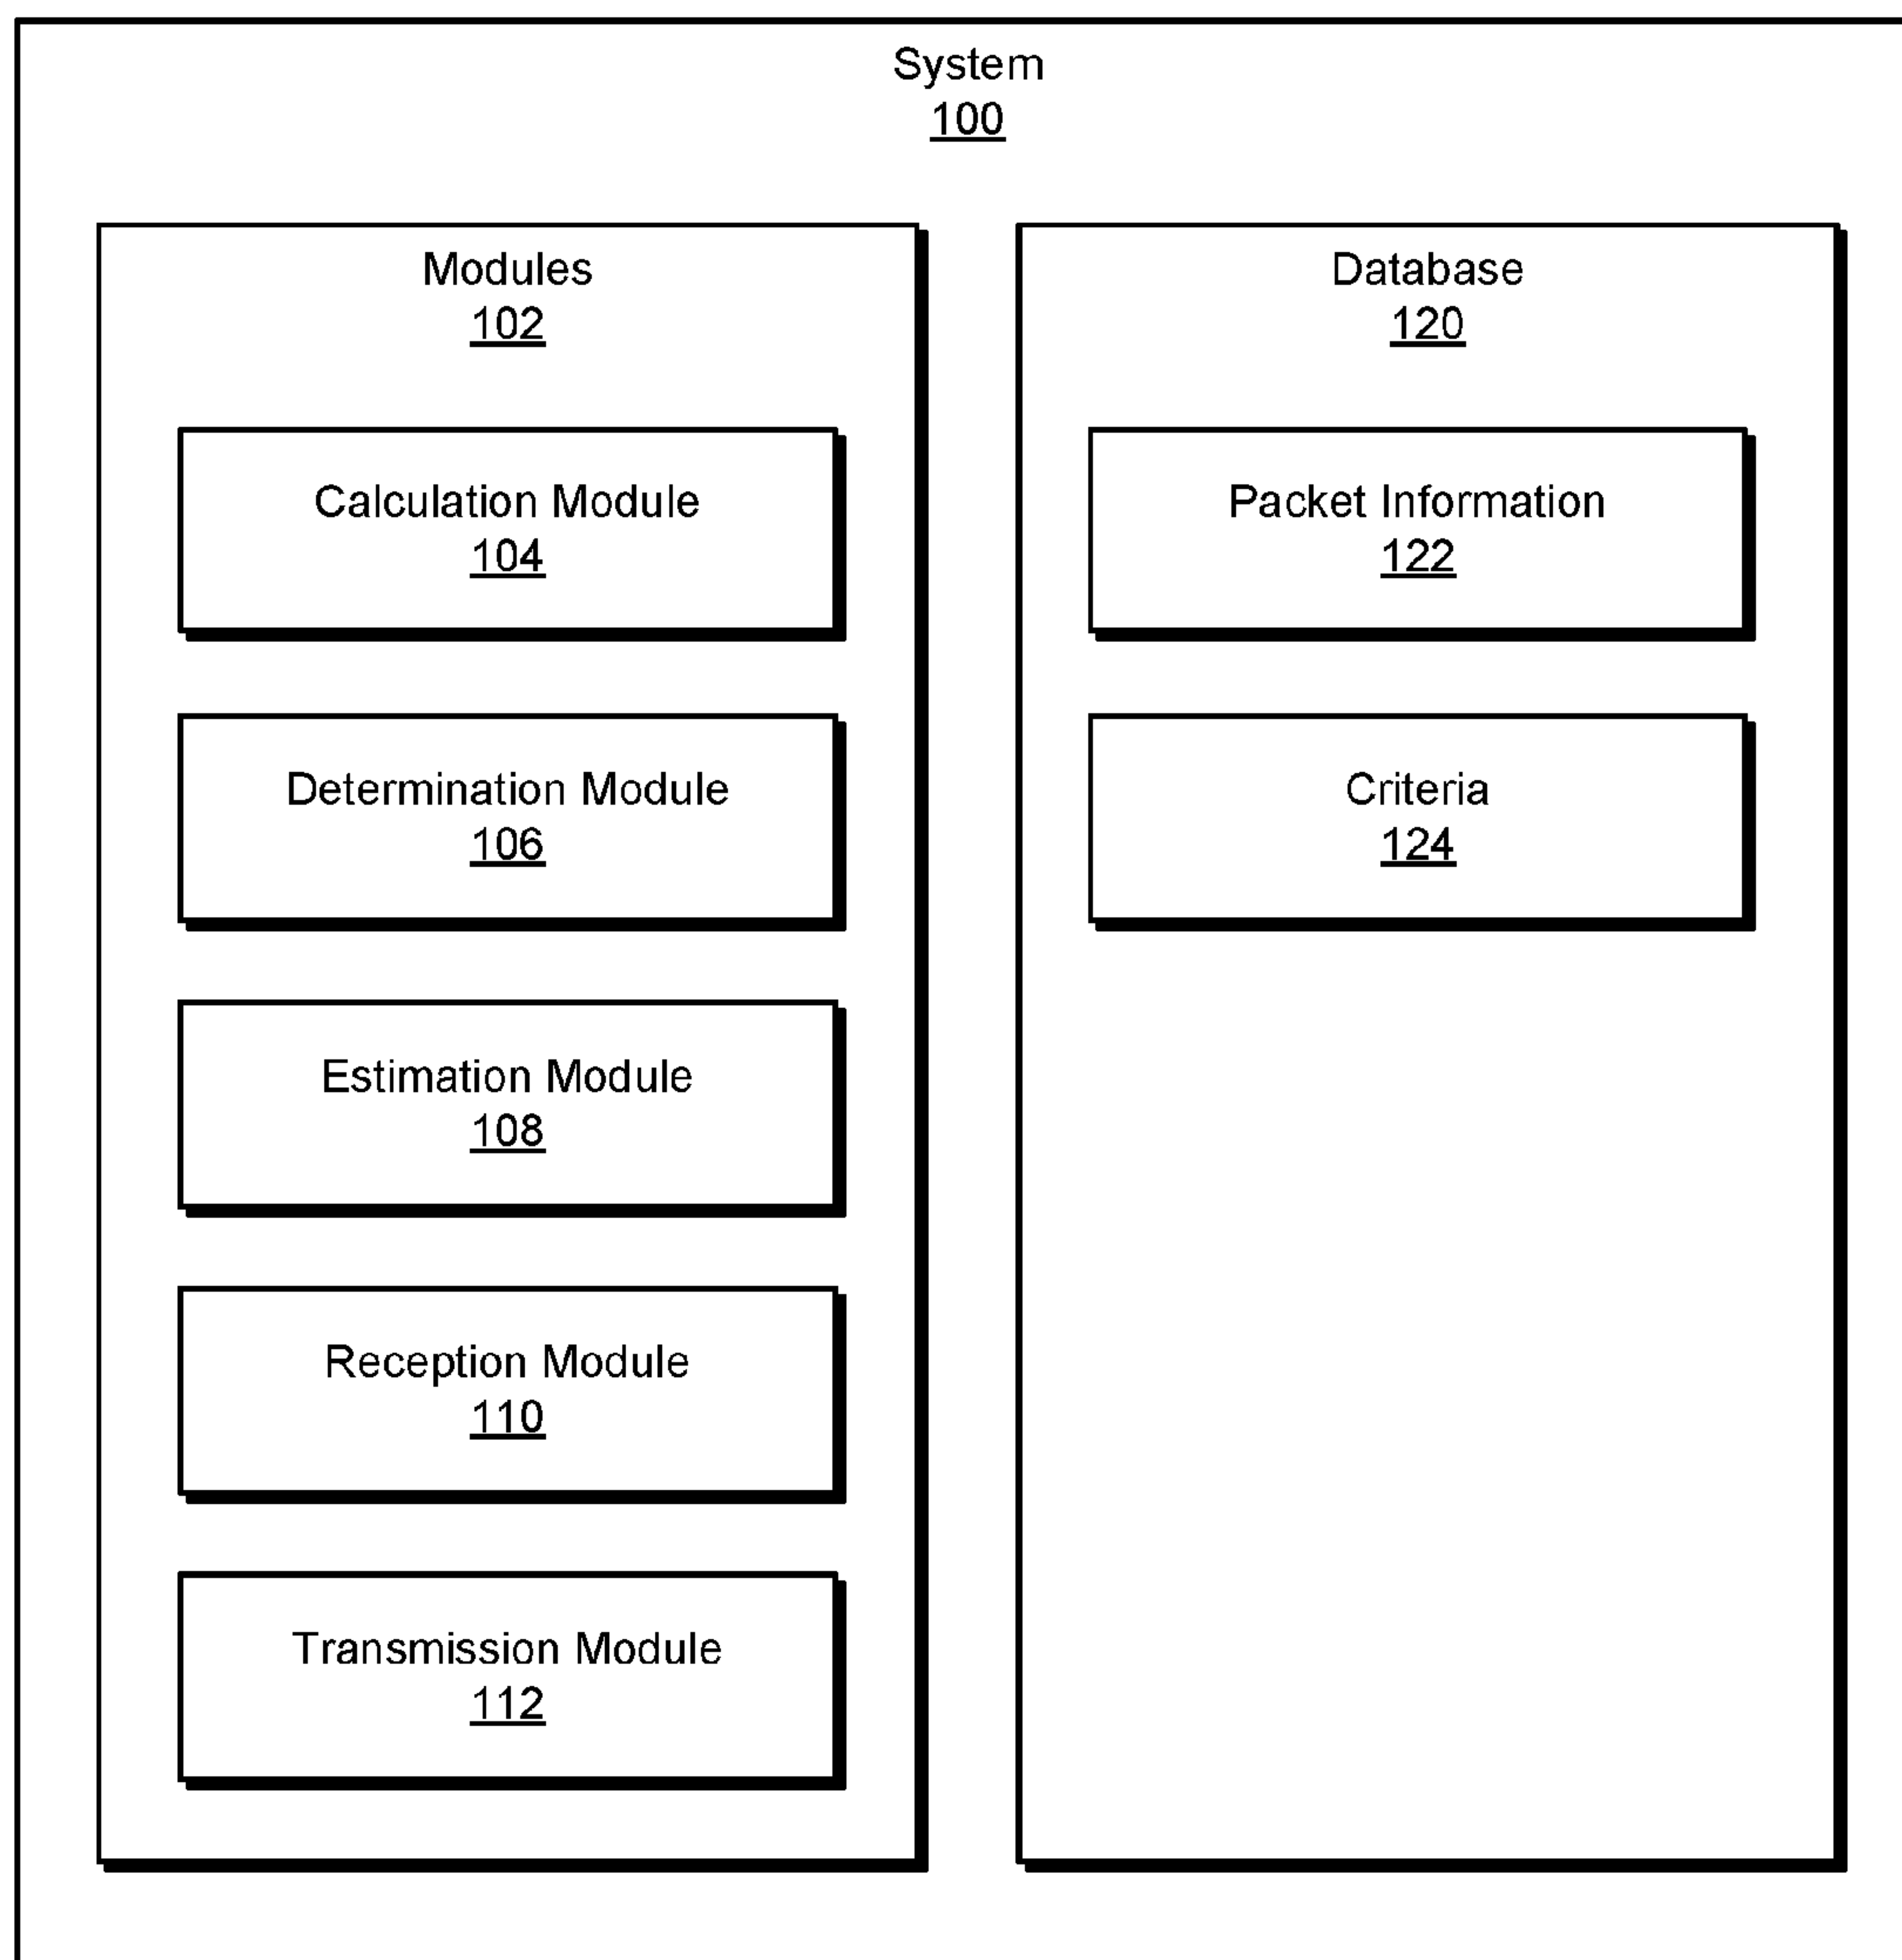 System
100
Modules
102
Calculation Module
104
Determination Module
106
Estimation Module
108
Reception Module
110
Transmission Module
112
Database
120
Packet Information
122
Criteria
124